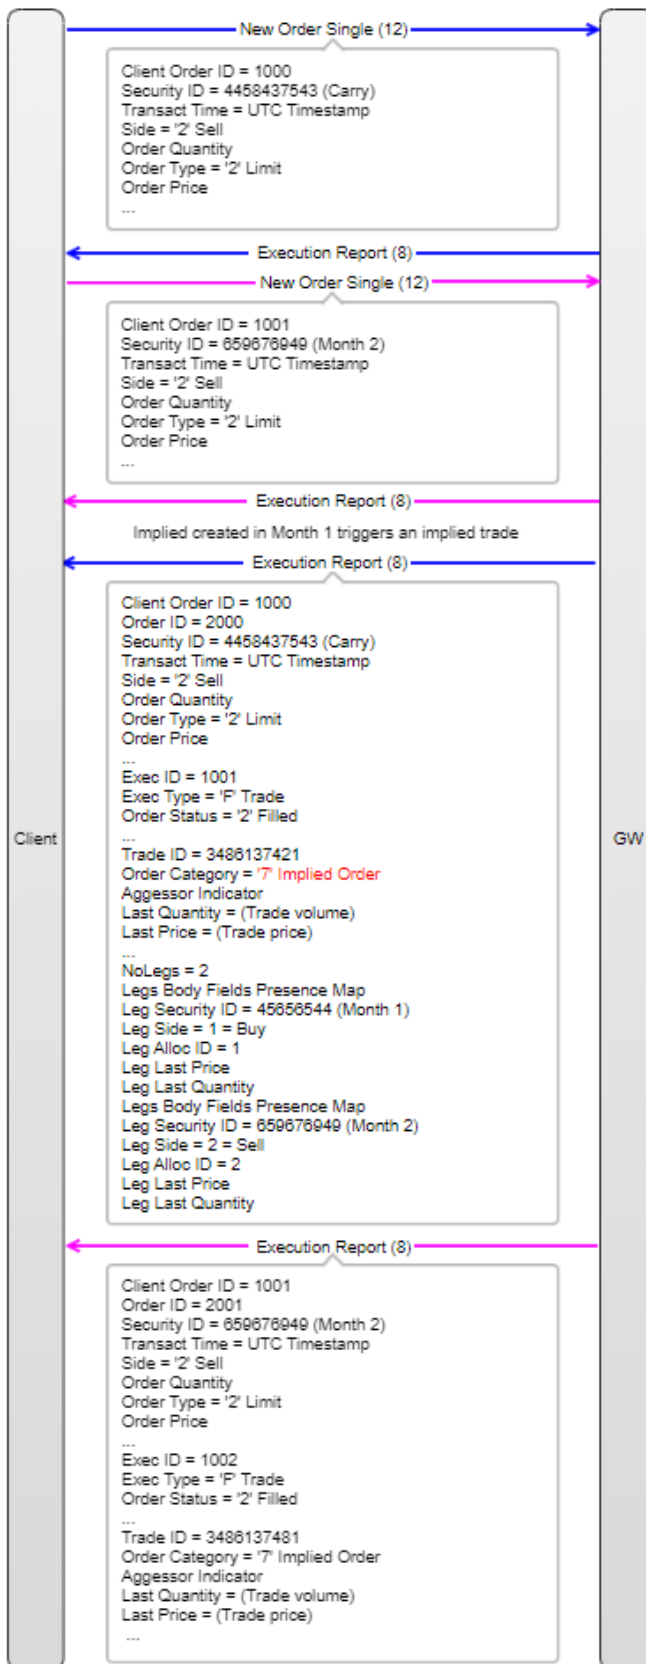 New Order Single (12)
Client Order ID = 1000
Security ID = 4458437543 (Carry)
Transact Time = UTC Timestamp
Side = '2' Sell
Order Quantity
Order Type = '2' Limit
Order Price
...
Execution Report (8)
New Order Single (12)
Client Order ID = 1001
Security ID = 659676949 (Month 2)
Transact Time = UTC Timestamp
Side = '2' Sell
Order Quantity
Order Type = '2' Limit
Order Price
...
Execution Report (8)
Implied created in Month 1 triggers an implied trade
Execution Report (8)
Client Order ID = 1000
Order ID = 2000
Security ID = 4458437543 (Carry)
Transact Time = UTC Timestamp
Side = '2' Sell
Order Quantity
Order Type = '2' Limit
Order Price
...
Exec ID = 1001
Exec Type = 'F' Trade
Order Status = '2' Filled
...
Client
GW
Trade ID = 3486137421
Order Category = '7' Implied Order
Aggessor Indicator
Last Quantity = (Trade volume)
Last Price = (Trade price)
...
NoLegs = 2
Legs Body Fields Presence Map
Leg Security ID = 45656544 (Month 1)
Leg Side = 1 = Buy
Leg Alloc ID = 1
Leg Last Price
Leg Last Quantity
Legs Body Fields Presence Map
Leg Security ID = 659676949 (Month 2)
Leg Side = 2 = Sell
Leg Alloc ID = 2
Leg Last Price
Leg Last Quantity
Execution Report (8)
Client Order ID = 1001
Order ID = 2001
Security ID = 659676949 (Month 2)
Transact Time = UTC Timestamp
Side = '2' Sell
Order Quantity
Order Type = '2' Limit
Order Price
...
Exec ID = 1002
Exec Type = 'F' Trade
Order Status = '2' Filled
...
Trade ID = 3486137481
Order Category = '7' Implied Order
Aggessor Indicator
Last Quantity = (Trade volume)
Last Price = (Trade price)
...